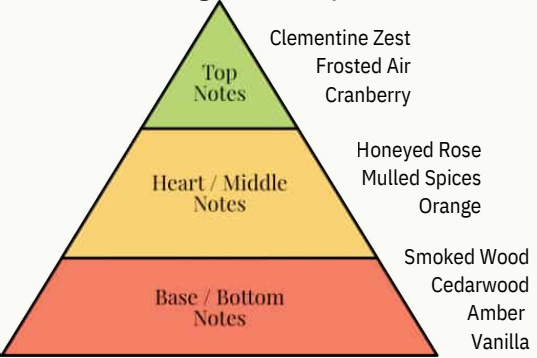 Top
Notes
Clementine Zest
Frosted Air
Cranberry
Heart / Middle
Notes
Honeyed Rose
Mulled Spices
Orange
Base / Bottom
Notes
Smoked Wood
Cedarwood
Amber
Vanilla